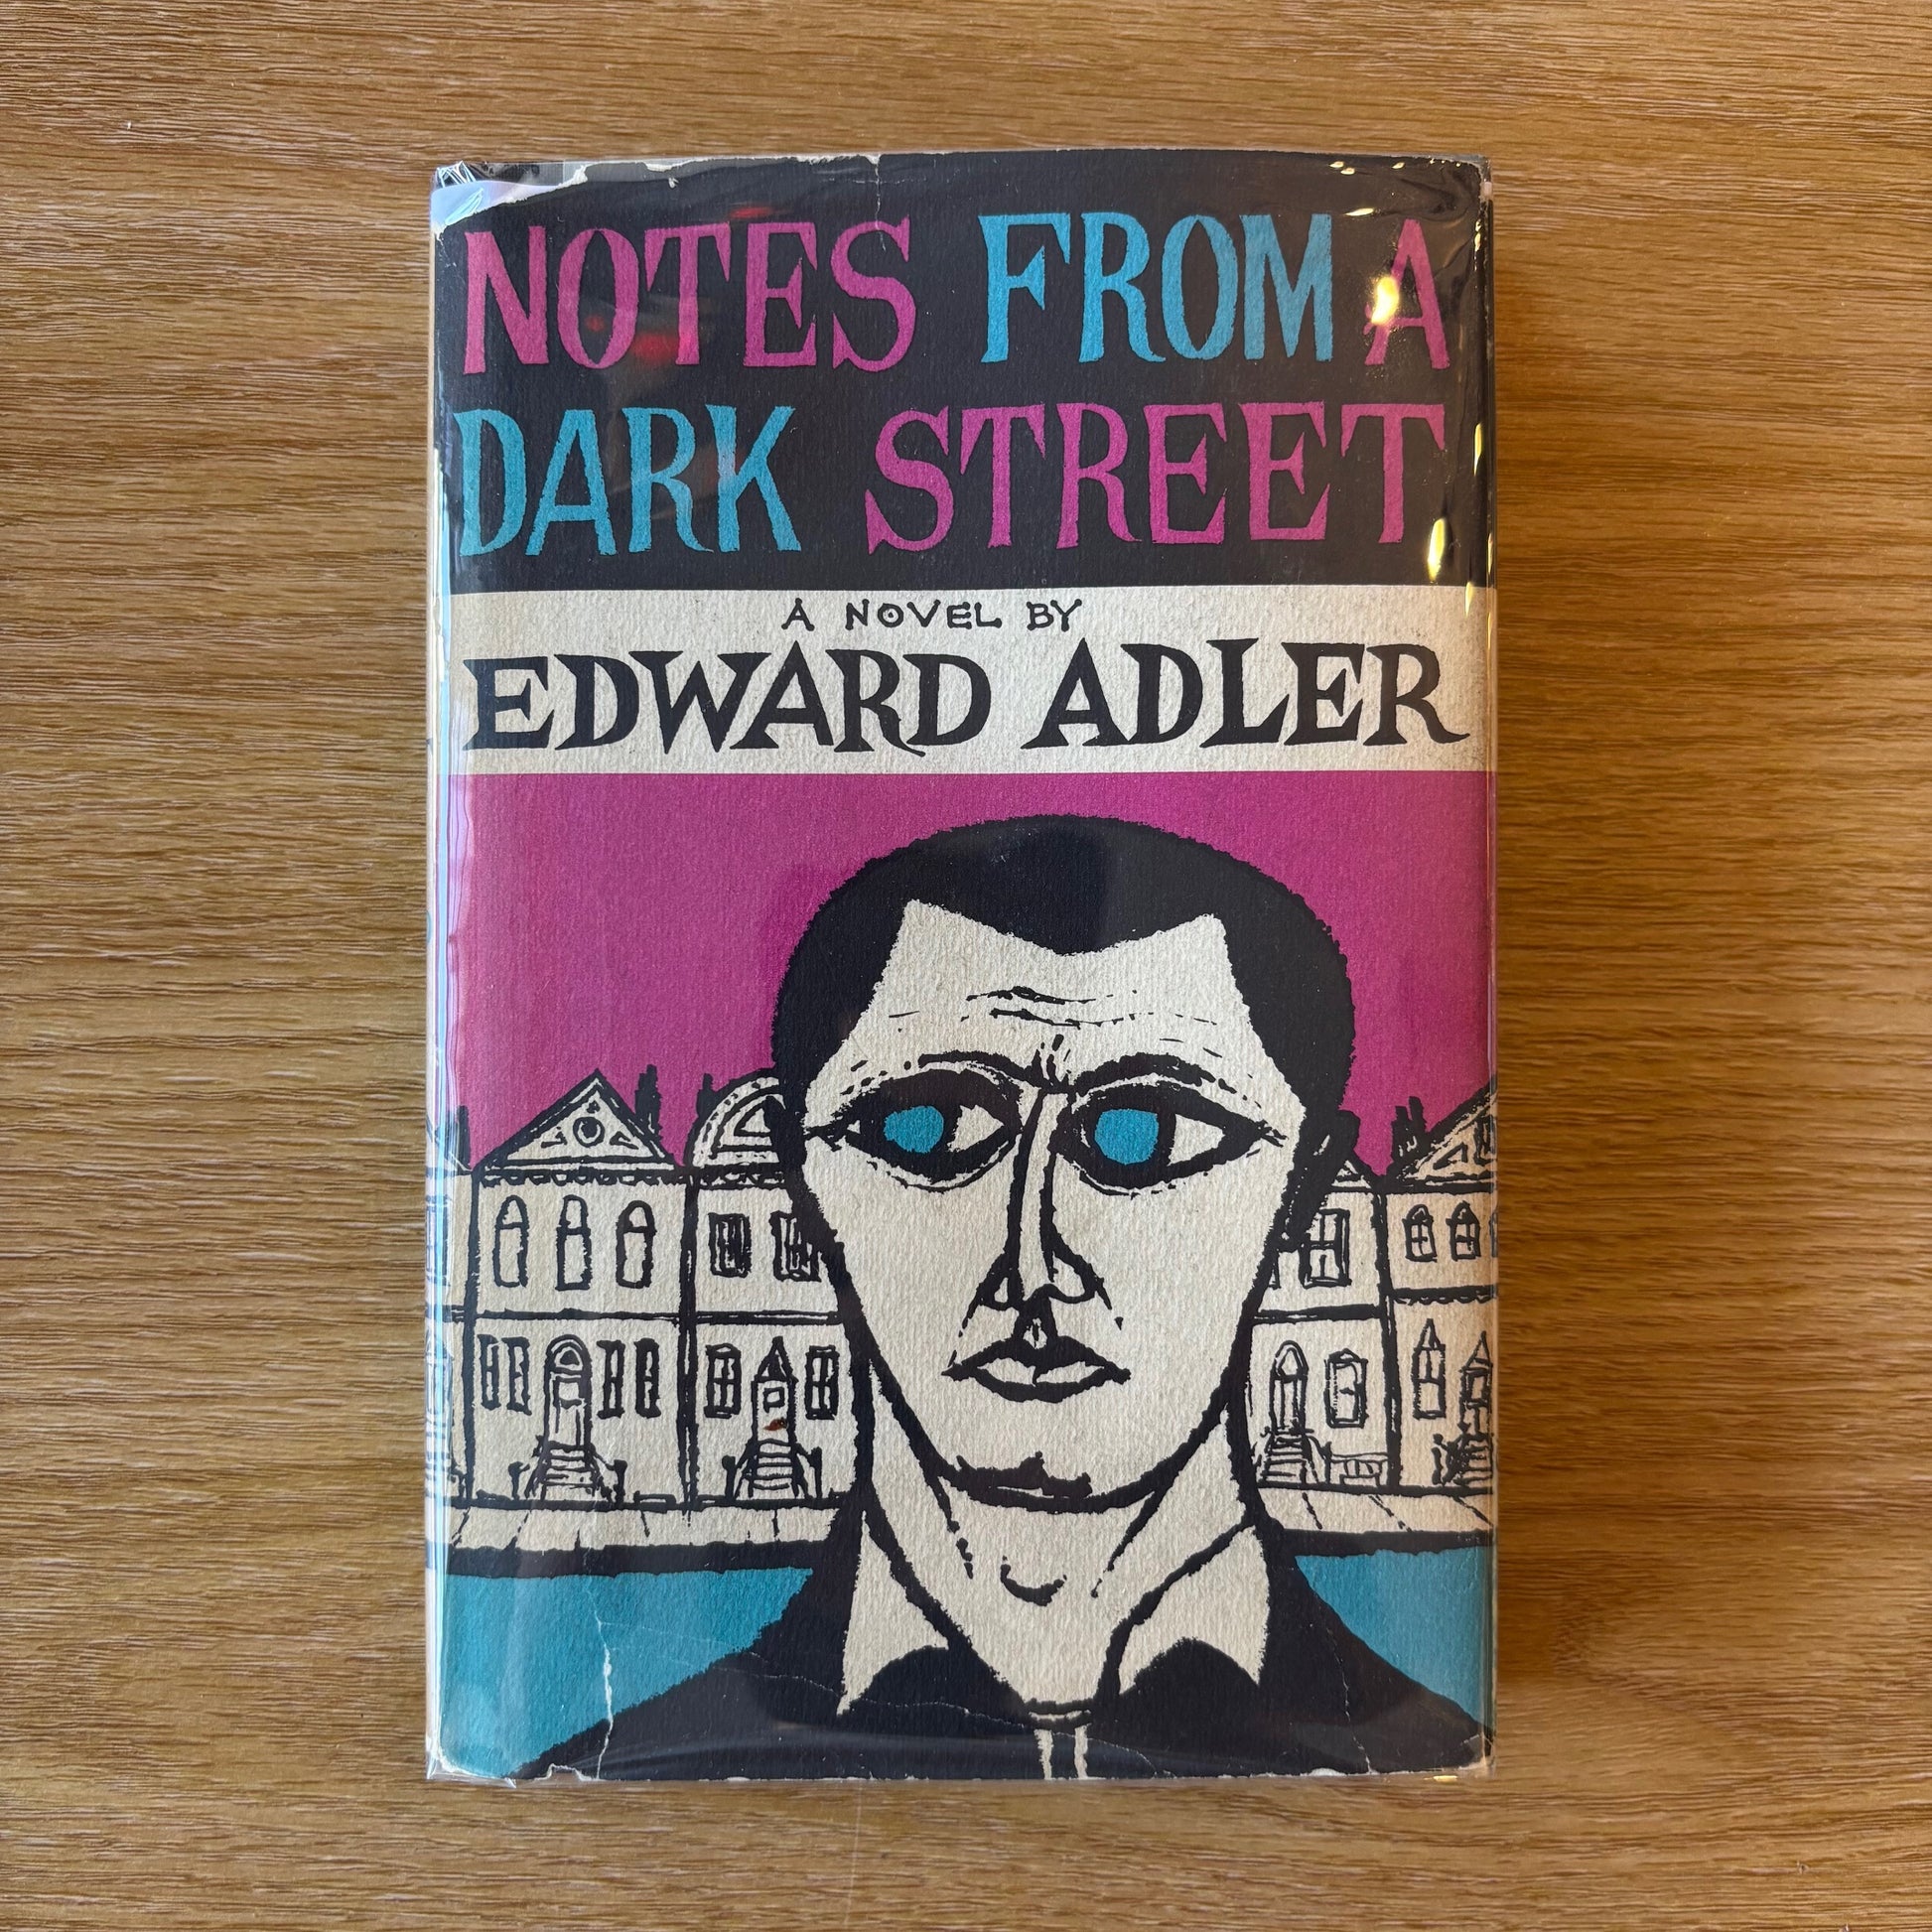 NOTES FROM A
DARK STREET
A NOVEL BY
EDWARD ADLER